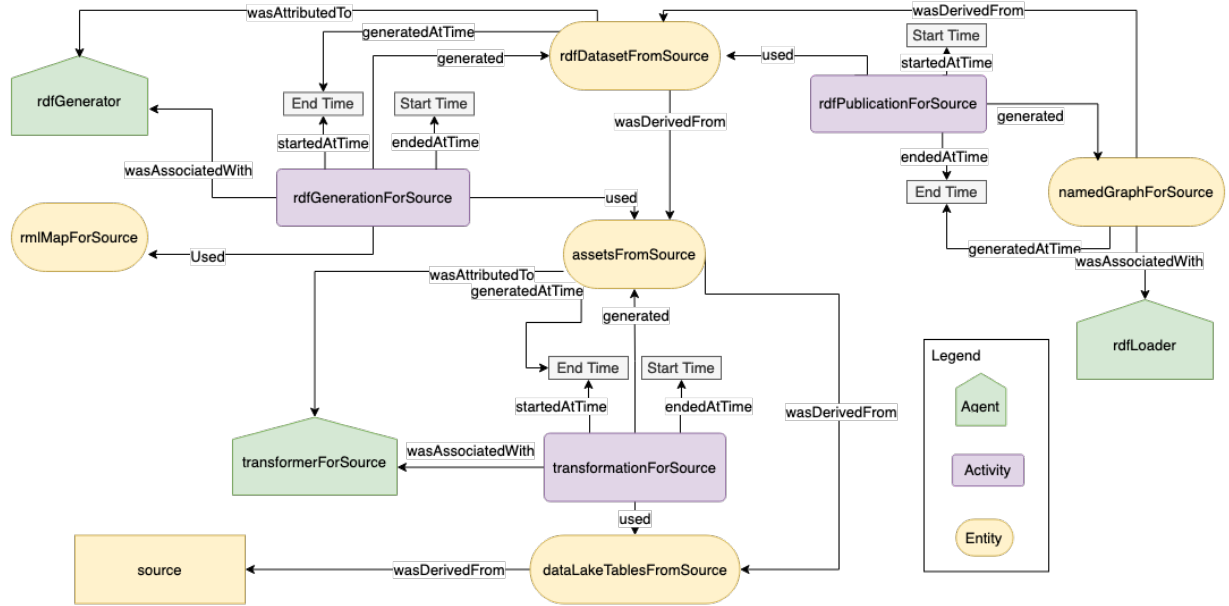 wasAttributedTo
wasDerivedFrom
generatedAtTime
Start Time
generated
rdfDatasetFromSource
used
startedAtTime
rdfGenerator
End Time
Start Time
rdfPublicationForSource
generated
wasDerivedFrom
startedAtTime
endedAtTime
endedAtTime
wasAssociatedWith
End Time
rdfGenerationForSource
used
namedGraphForSource
rmlMapForSource
Used
assetsFromSource
generatedAtTime
wasAssociatedWith
wasAttributedTo
generatedAtTime
generated
rdfLoader
Legend
End Time
Start Time
Agent
startedAtTime
endedAtTime
wasDerivedFrom
transformerForSource
wasAssociatedWith
transformationForSource
Activity
used
Entity
source
wasDerivedFrom
dataLakeTablesFromSource